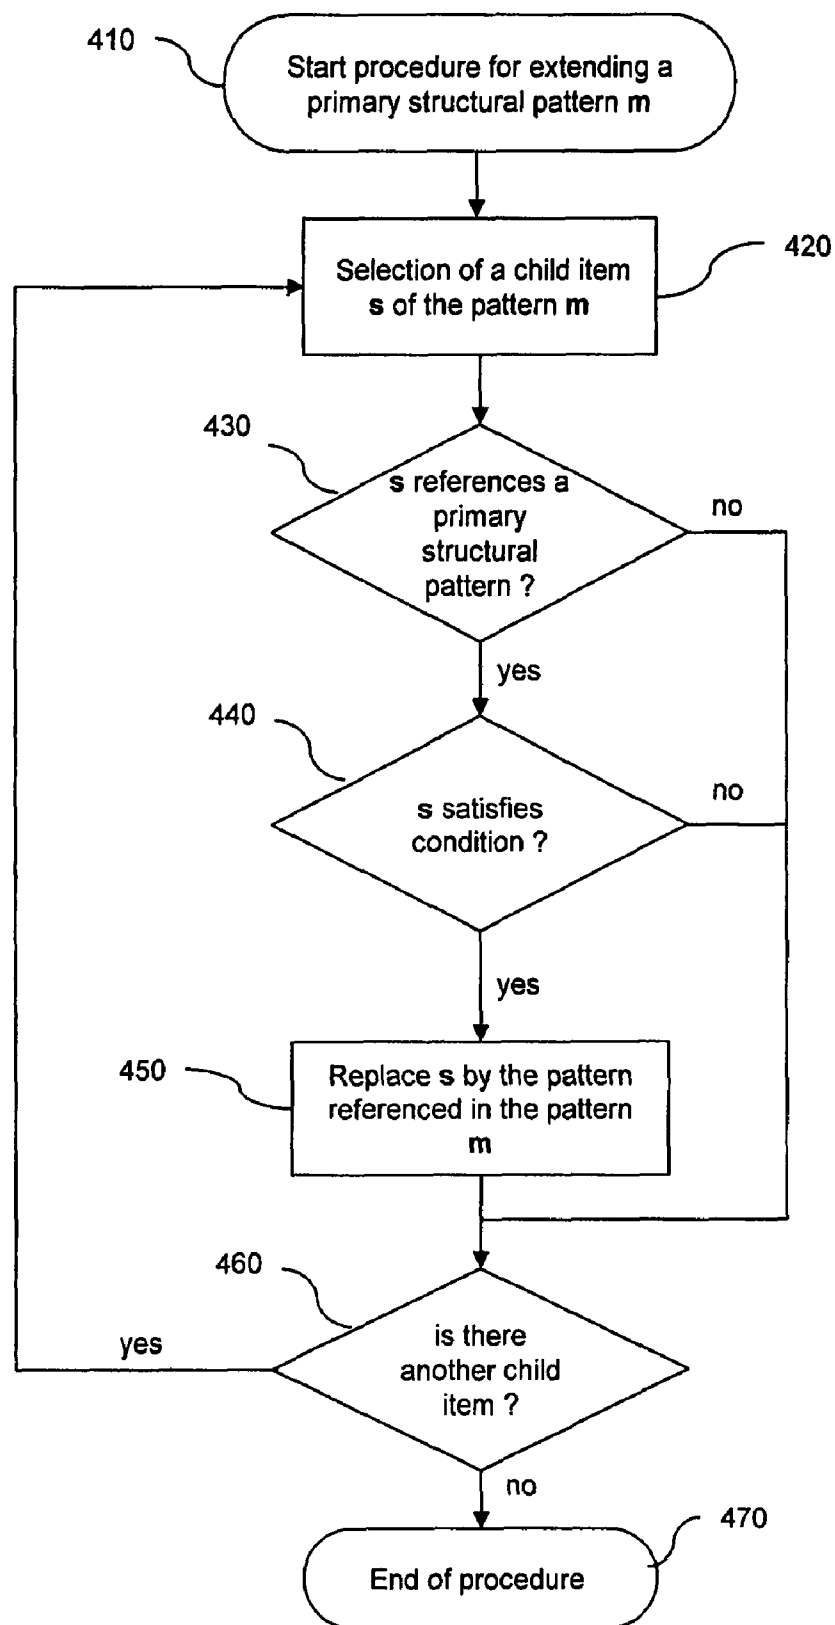 410
Start procedure for extending a
primary structural pattern m
420
Selection of a child item
s of the pattern m
430
s references a
primary
structural
pattern ?
no
yes
440
s satisfies
condition ?
no
yes
450
Replace s by the pattern
referenced in the pattern
m
460
is there
another child
item ?
yes
no
470
End of procedure